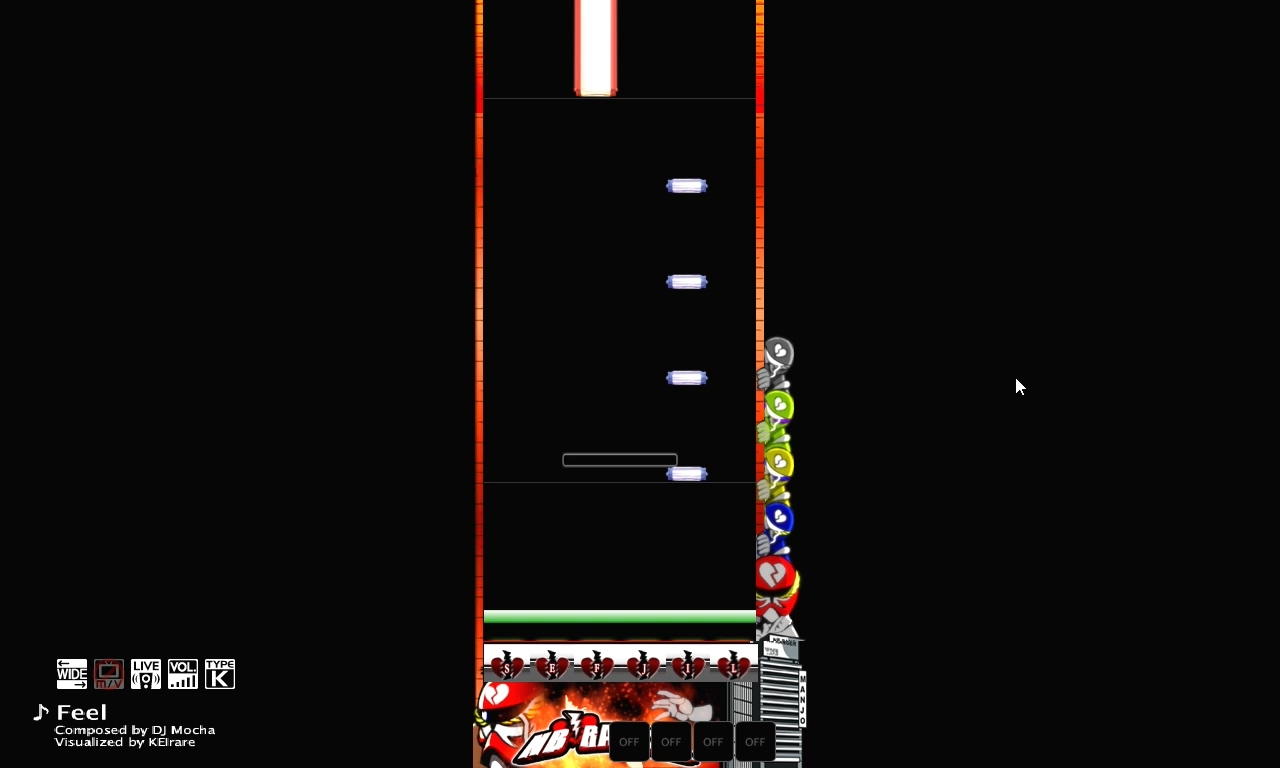 S E F J I L
WIDE
m/V
LIVE
VOL.
TYPE K
MANJO
♪ Feel
Composed by DJ Mocha
Visualized by KEIrare
OFF OFF OFF OFF